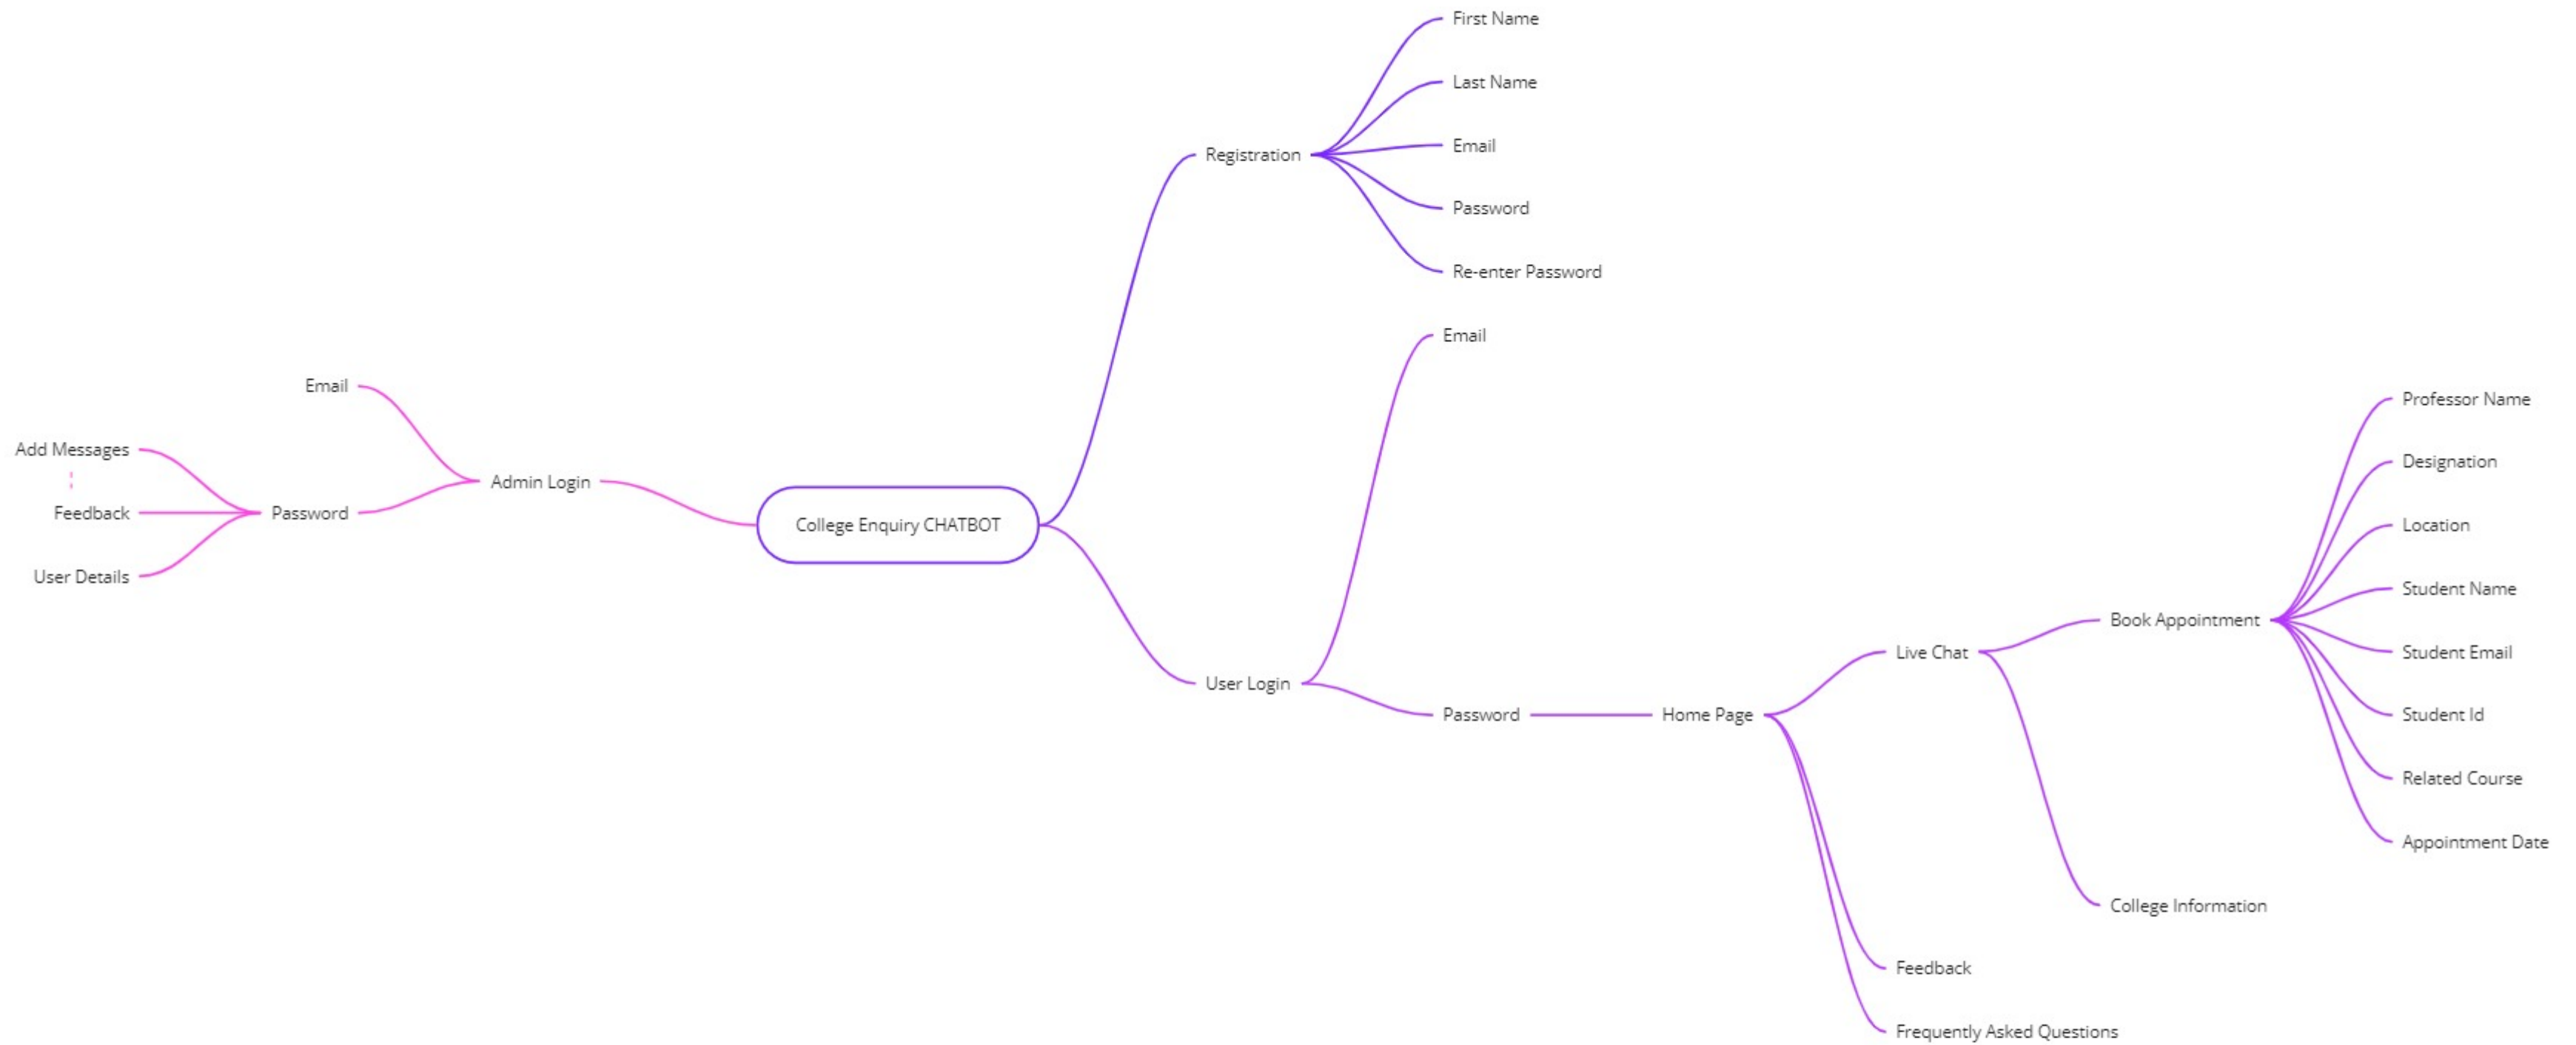 College Enquiry CHATBOT
Registration
First Name
Last Name
Email
Password
Re-enter Password
User Login
Email
Password
Home Page
Live Chat
Book Appointment
Professor Name
Designation
Location
Student Name
Student Email
Student Id
Related Course
Appointment Date
College Information
Feedback
Frequently Asked Questions
Admin Login
Email
Password
Add Messages
Feedback
User Details